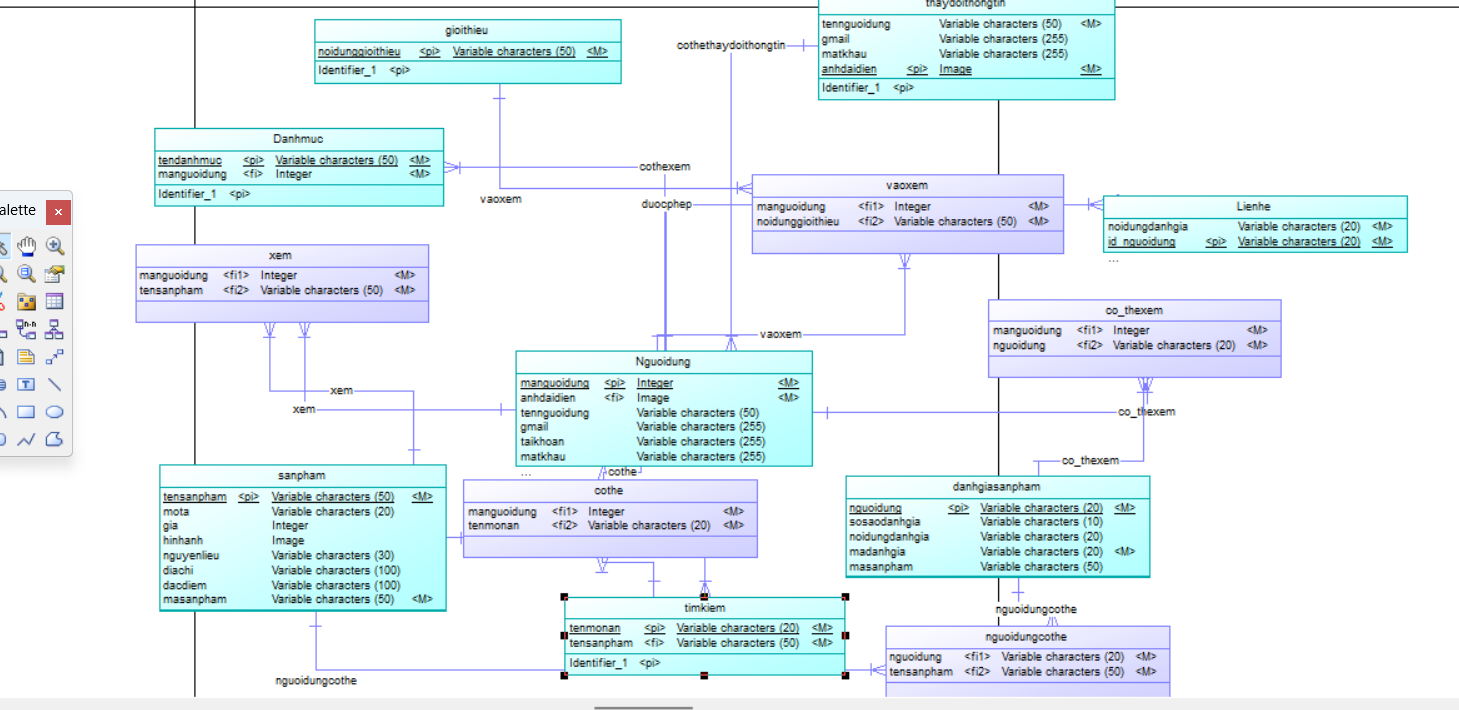 thaydoithongtin
tennguoidung Variable characters (50) <M>
gmail Variable characters (255)
matkhau Variable characters (255)
anhdaidien <pi> Image <M>
Identifier_1 <pi>
gioithieu
noidunggioithieu <pi> Variable characters (50) <M>
Identifier_1 <pi>
cothethaydoithongtin
Danhmuc
tendanhmuc <pi> Variable characters (50) <M>
manguoidung <fi> Integer <M>
Identifier_1 <pi>
cothexem
vaoxem
duocphep
vaoxem
manguoidung <fi1> Integer <M>
noidunggioithieu <fi2> Variable characters (50) <M>
Lienhe
noidungdanhgia Variable characters (20) <M>
id_nguoidung <pi> Variable characters (20) <M>
...
alette
xem
manguoidung <fi1> Integer <M>
tensanpham <fi2> Variable characters (50) <M>
co_thexem
manguoidung <fi1> Integer <M>
nguoidung <fi2> Variable characters (20) <M>
vaoxem
Nguoidung
manguoidung <pi> Integer <M>
anhdaidien <fi> Image <M>
tennguoidung Variable characters (50)
gmail Variable characters (255)
taikhoan Variable characters (255)
matkhau Variable characters (255)
...
xem
xem
co_thexem
co_thexem
cothe
sanpham
tensanpham <pi> Variable characters (50) <M>
mota Variable characters (20)
gia Integer
hinhanh Image
nguyenlieu Variable characters (30)
diachi Variable characters (100)
dacdiem Variable characters (100)
masanpham Variable characters (50) <M>
cothe
manguoidung <fi1> Integer <M>
tenmonan <fi2> Variable characters (20) <M>
danhgiasanpham
nguoidung <pi> Variable characters (20) <M>
sosaodanhgia Variable characters (10)
noidungdanhgia Variable characters (20)
madanhgia Variable characters (20) <M>
masanpham Variable characters (50)
timkiem
tenmonan <pi> Variable characters (20) <M>
tensanpham <fi> Variable characters (50) <M>
Identifier_1 <pi>
nguoidungcothe
nguoidungcothe
nguoidung <fi1> Variable characters (20) <M>
tensanpham <fi2> Variable characters (50) <M>
nguoidungcothe